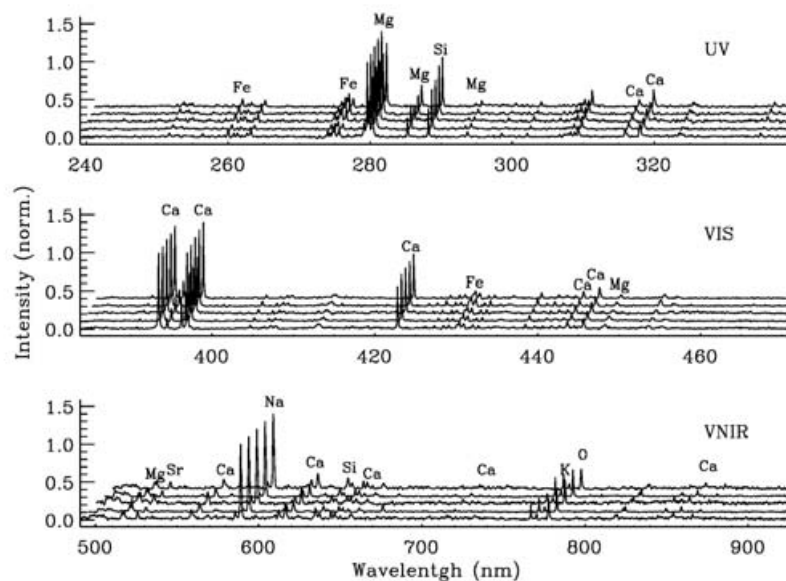 Mg
1.5
Si
UV
1.0
Fe Fe Mg Mg
Ca Ca
0.5
0.0
240 260 280 300 320
Intensity (norm.)
1.5
Ca Ca
VIS
1.0
Ca
Fe Ca Ca Mg
0.5
0.0
400 420 440 460
1.5
Na
VNIR
1.0
Mg Sr Ca Ca Si Ca Ca K O Ca
0.5
0.0
500 600 700 800 900
Wavelentgh (nm)